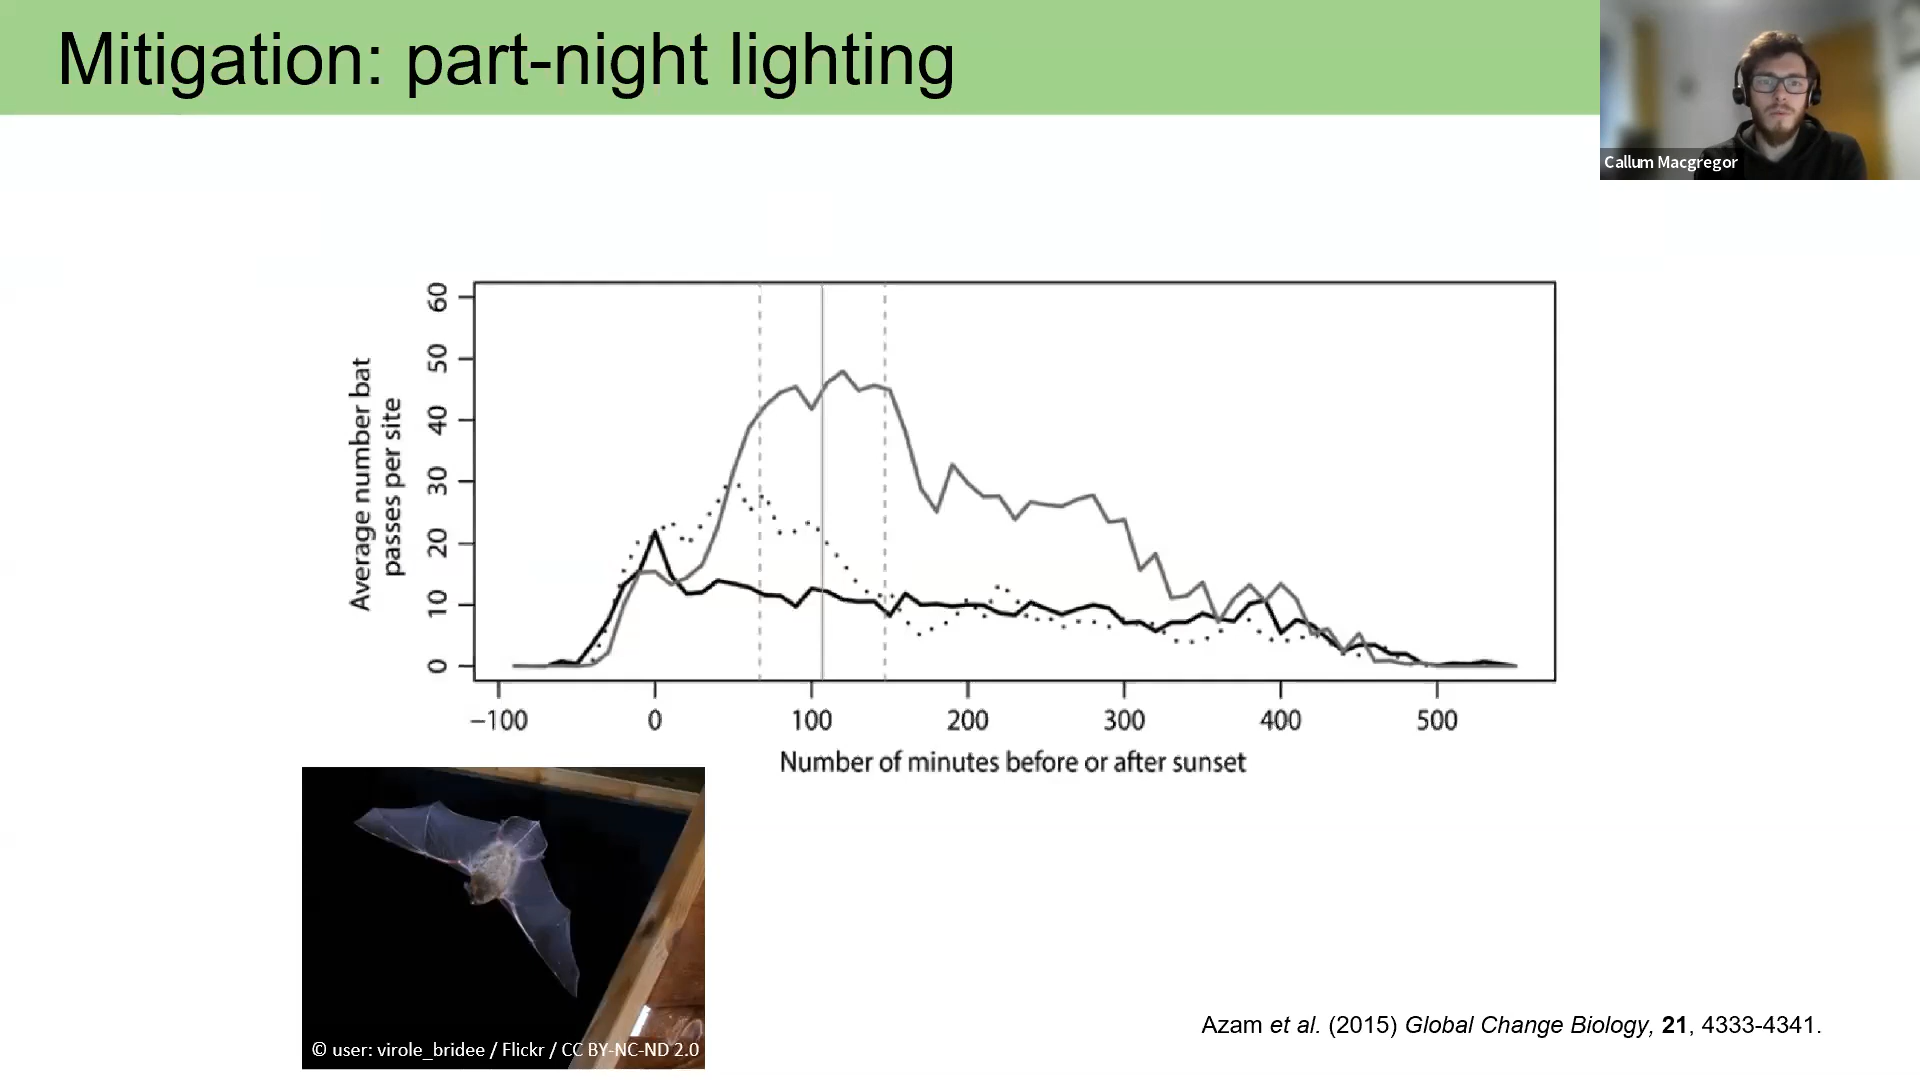 Mitigation: part-night lighting
Callum Macgregor
Average number bat
passes per site
60
50
40
30
20
10
0
−100 0 100 200 300 400 500
Number of minutes before or after sunset
© user: virole_bridee / Flickr / CC BY-NC-ND 2.0
Azam et al. (2015) Global Change Biology, 21, 4333-4341.